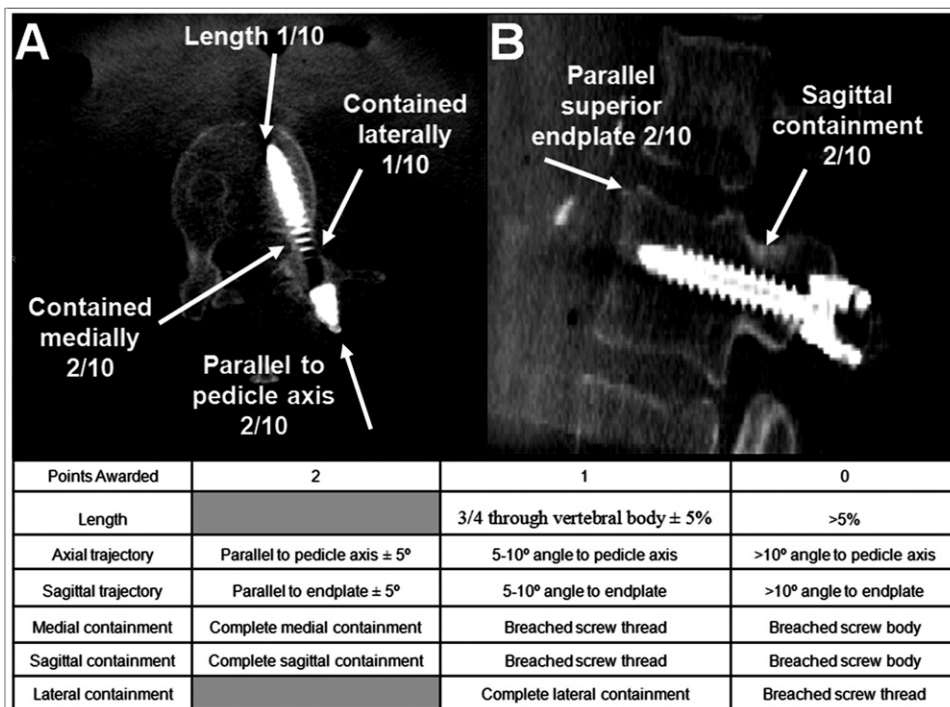 A
Length 1/10
Contained
laterally
1/10
Contained
medially
2/10
Parallel to
pedicle axis
2/10
B
Parallel
superior
endplate 2/10
Sagittal
containment
2/10
Points Awarded 2 1 0
Length 3/4 through vertebral body ± 5% >5%
Axial trajectory Parallel to pedicle axis ± 5º 5-10º angle to pedicle axis >10º angle to pedicle axis
Sagittal trajectory Parallel to endplate ± 5º 5-10º angle to endplate >10º angle to endplate
Medial containment Complete medial containment Breached screw thread Breached screw body
Sagittal containment Complete sagittal containment Breached screw thread Breached screw body
Lateral containment Complete lateral containment Breached screw thread